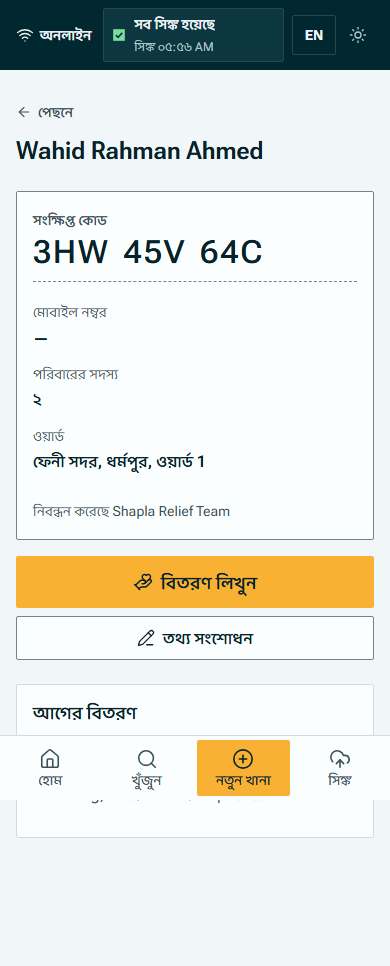 অনলাইন
সব সিঙ্ক হয়েছে
সিঙ্ক ০৫:৫৬ AM
EN
পেছনে
Wahid Rahman Ahmed
সংক্ষিপ্ত কোড
3HW 45V 64C
মোবাইল নম্বর
—
পরিবারের সদস্য
২
ওয়ার্ড
ফেনী সদর, ধর্মপুর, ওয়ার্ড 1
নিবন্ধন করেছে Shapla Relief Team
বিতরণ লিখুন
তথ্য সংশোধন
আগের বিতরণ
হোম
খুঁজুন
নতুন খানা
সিঙ্ক